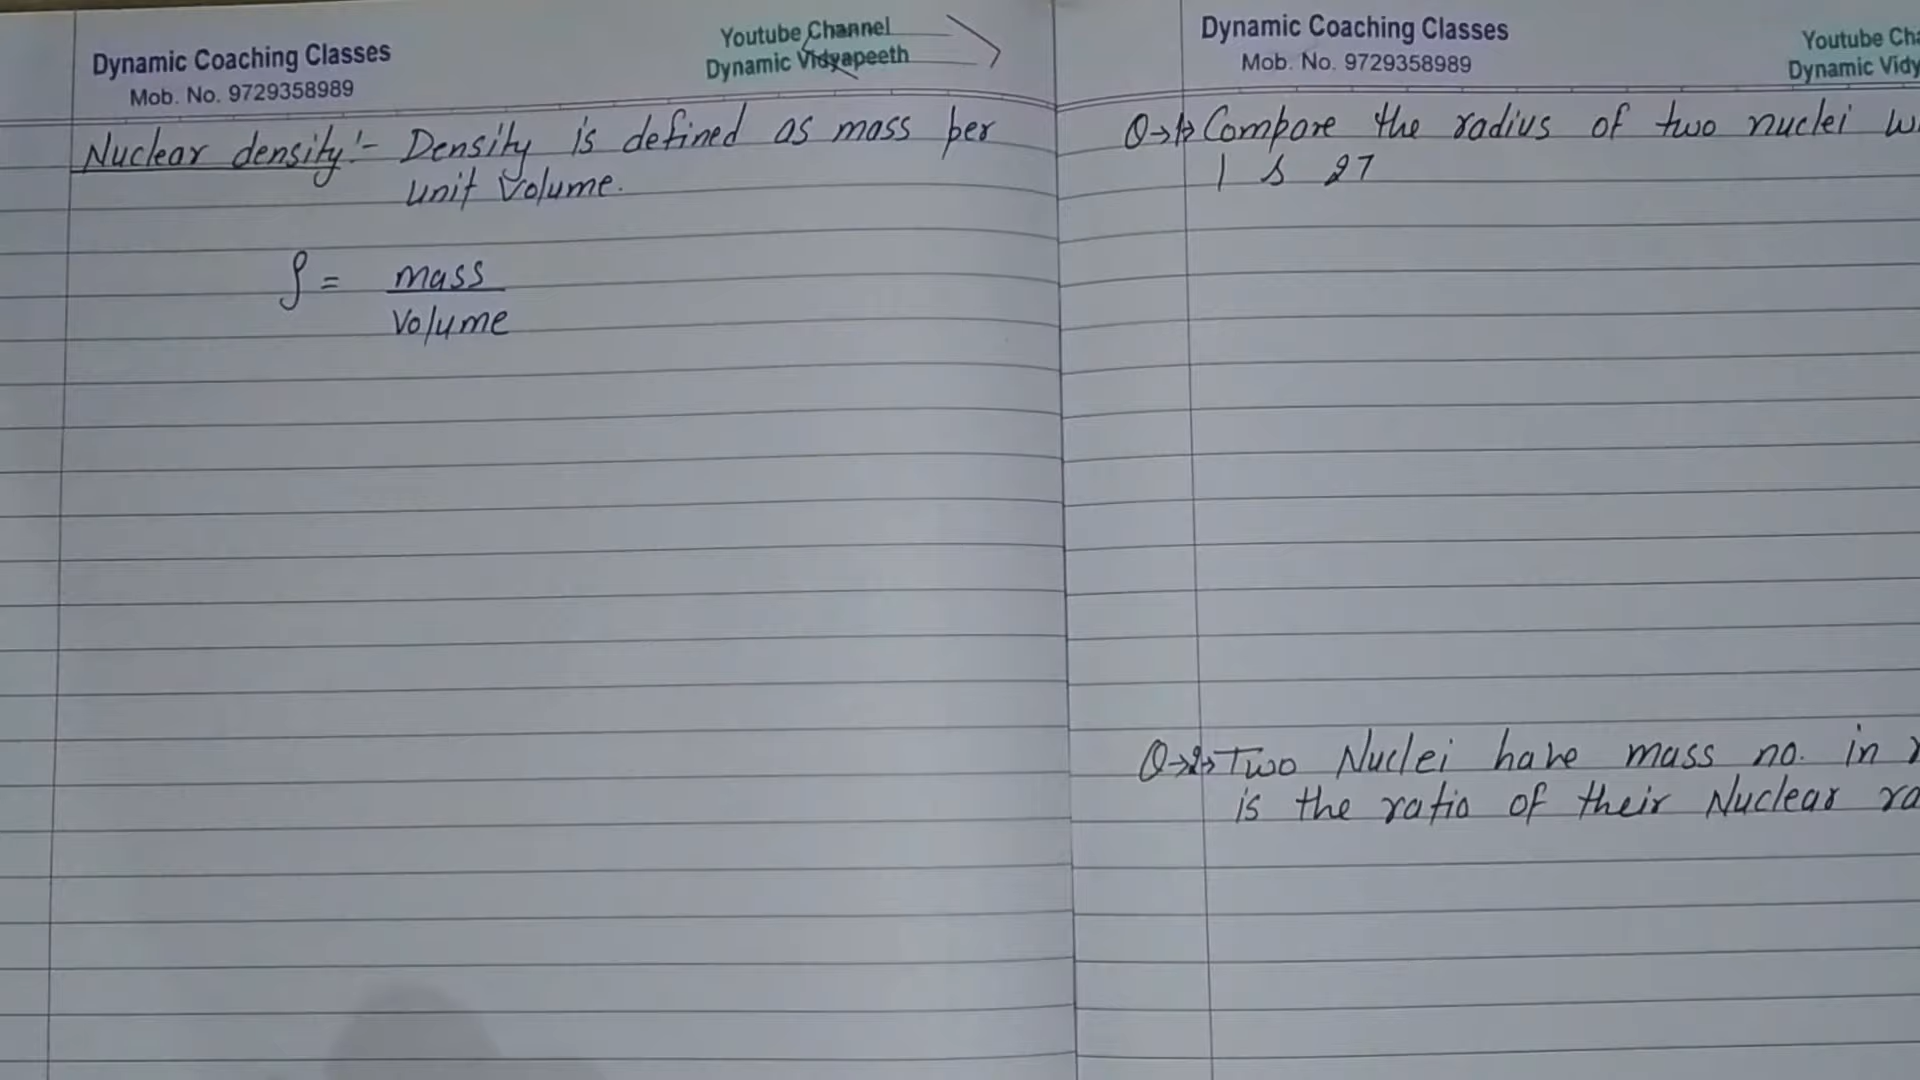 Dynamic Coaching Classes
Mob. No. 9729358989
Youtube Channel
Dynamic Vidyapeeth
Nuclear density:- Density is defined as mass per
unit volume.
ρ = mass
Volume
Dynamic Coaching Classes
Mob. No. 9729358989
Youtube Cha
Dynamic Vidy
Q→1→ Compare the radius of two nuclei w
1 & 27
Q→2→ Two Nuclei have mass no. in r
is the ratio of their Nuclear ra